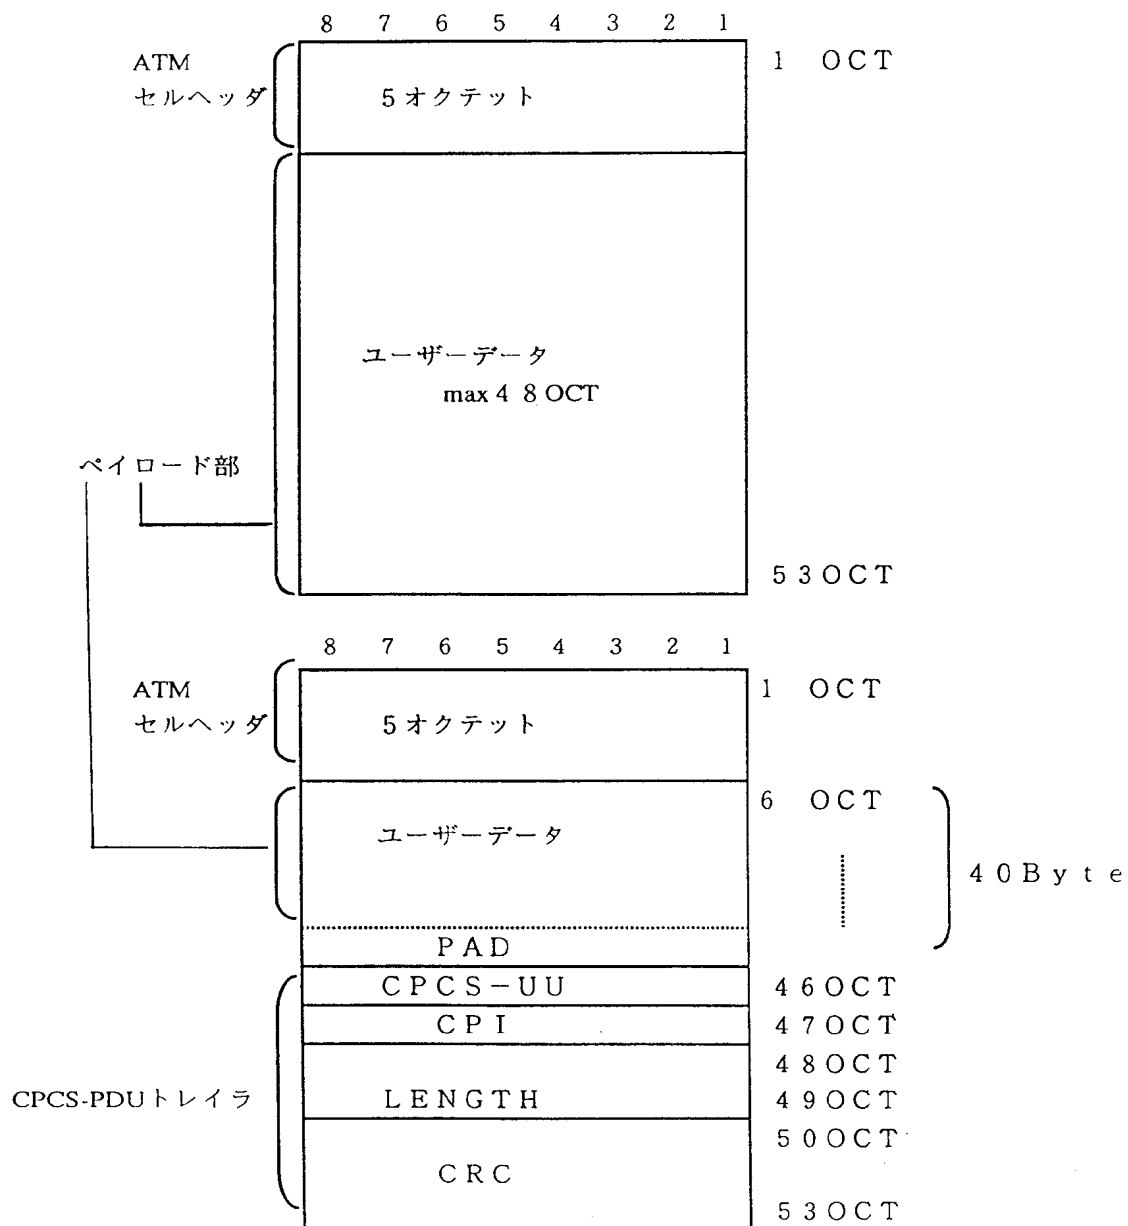 8 7 6 5 4 3 2 1
ATM
セルヘッダ
5オクテット
1 OCT
ユーザーデータ
max 4 8 OCT
ペイロード部
5 3 OCT
8 7 6 5 4 3 2 1
ATM
セルヘッダ
5オクテット
1 OCT
6 OCT
ユーザーデータ
4 0 B y t e
PAD
CPCS-UU
4 6 OCT
CPI
4 7 OCT
4 8 OCT
CPCS-PDUトレイラ
LENGTH
4 9 OCT
5 0 OCT
CRC
5 3 OCT